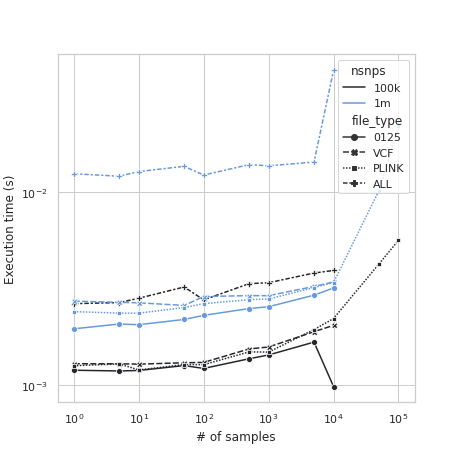 nsnps
100k
1m
file_type
0125
VCF
PLINK
ALL
Execution time (s)
10⁻²
10⁻³
10⁰ 10¹ 10² 10³ 10⁴ 10⁵
# of samples